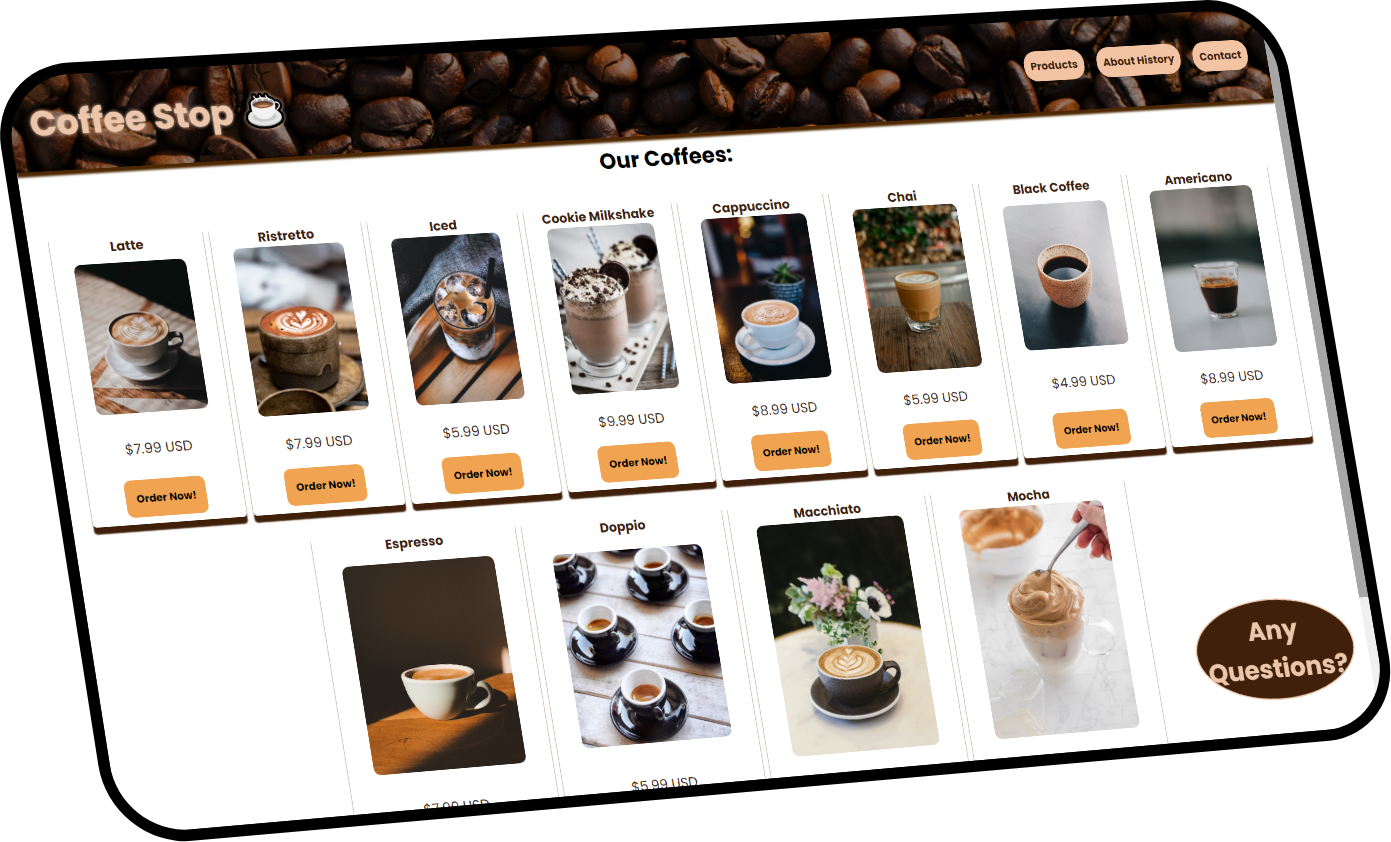 Coffee Stop
Products
About History
Contact
Our Coffees:
Latte
$7.99 USD
Order Now!
Ristretto
$7.99 USD
Order Now!
Iced
$5.99 USD
Order Now!
Cookie Milkshake
$9.99 USD
Order Now!
Cappuccino
$8.99 USD
Order Now!
Chai
$5.99 USD
Order Now!
Black Coffee
$4.99 USD
Order Now!
Americano
$8.99 USD
Order Now!
Espresso
$7.99 USD
Doppio
$5.99 USD
Macchiato
Mocha
Any
Questions?